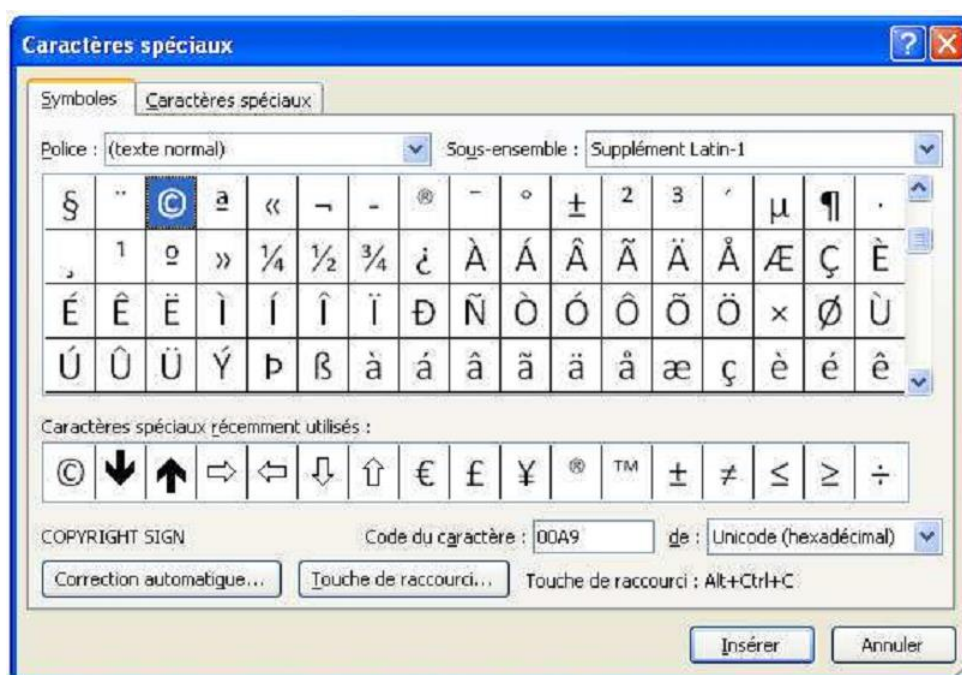 Caractères spéciaux
Symboles Caractères spéciaux
Police : (texte normal) Sous-ensemble : Supplément Latin-1
§ ¨ © ª « ¬ - ® ¯ ° ± ² ³ ´ µ ¶ ·
¸ ¹ º » ¼ ½ ¾ ¿ À Á Â Ã Ä Å Æ Ç È
É Ê Ë Ì Í Î Ï Ð Ñ Ò Ó Ô Õ Ö × Ø Ù
Ú Û Ü Ý Þ ß à á â ã ä å æ ç è é ê
Caractères spéciaux récemment utilisés :
© 🡇 🡅 ⇨ ⇦ ⇩ ⇧ € £ ¥ ® ™ ± ≠ ≤ ≥ ÷
COPYRIGHT SIGN Code du caractère : 00A9 de : Unicode (hexadécimal)
Correction automatique... Touche de raccourci... Touche de raccourci : Alt+Ctrl+C
Insérer Annuler